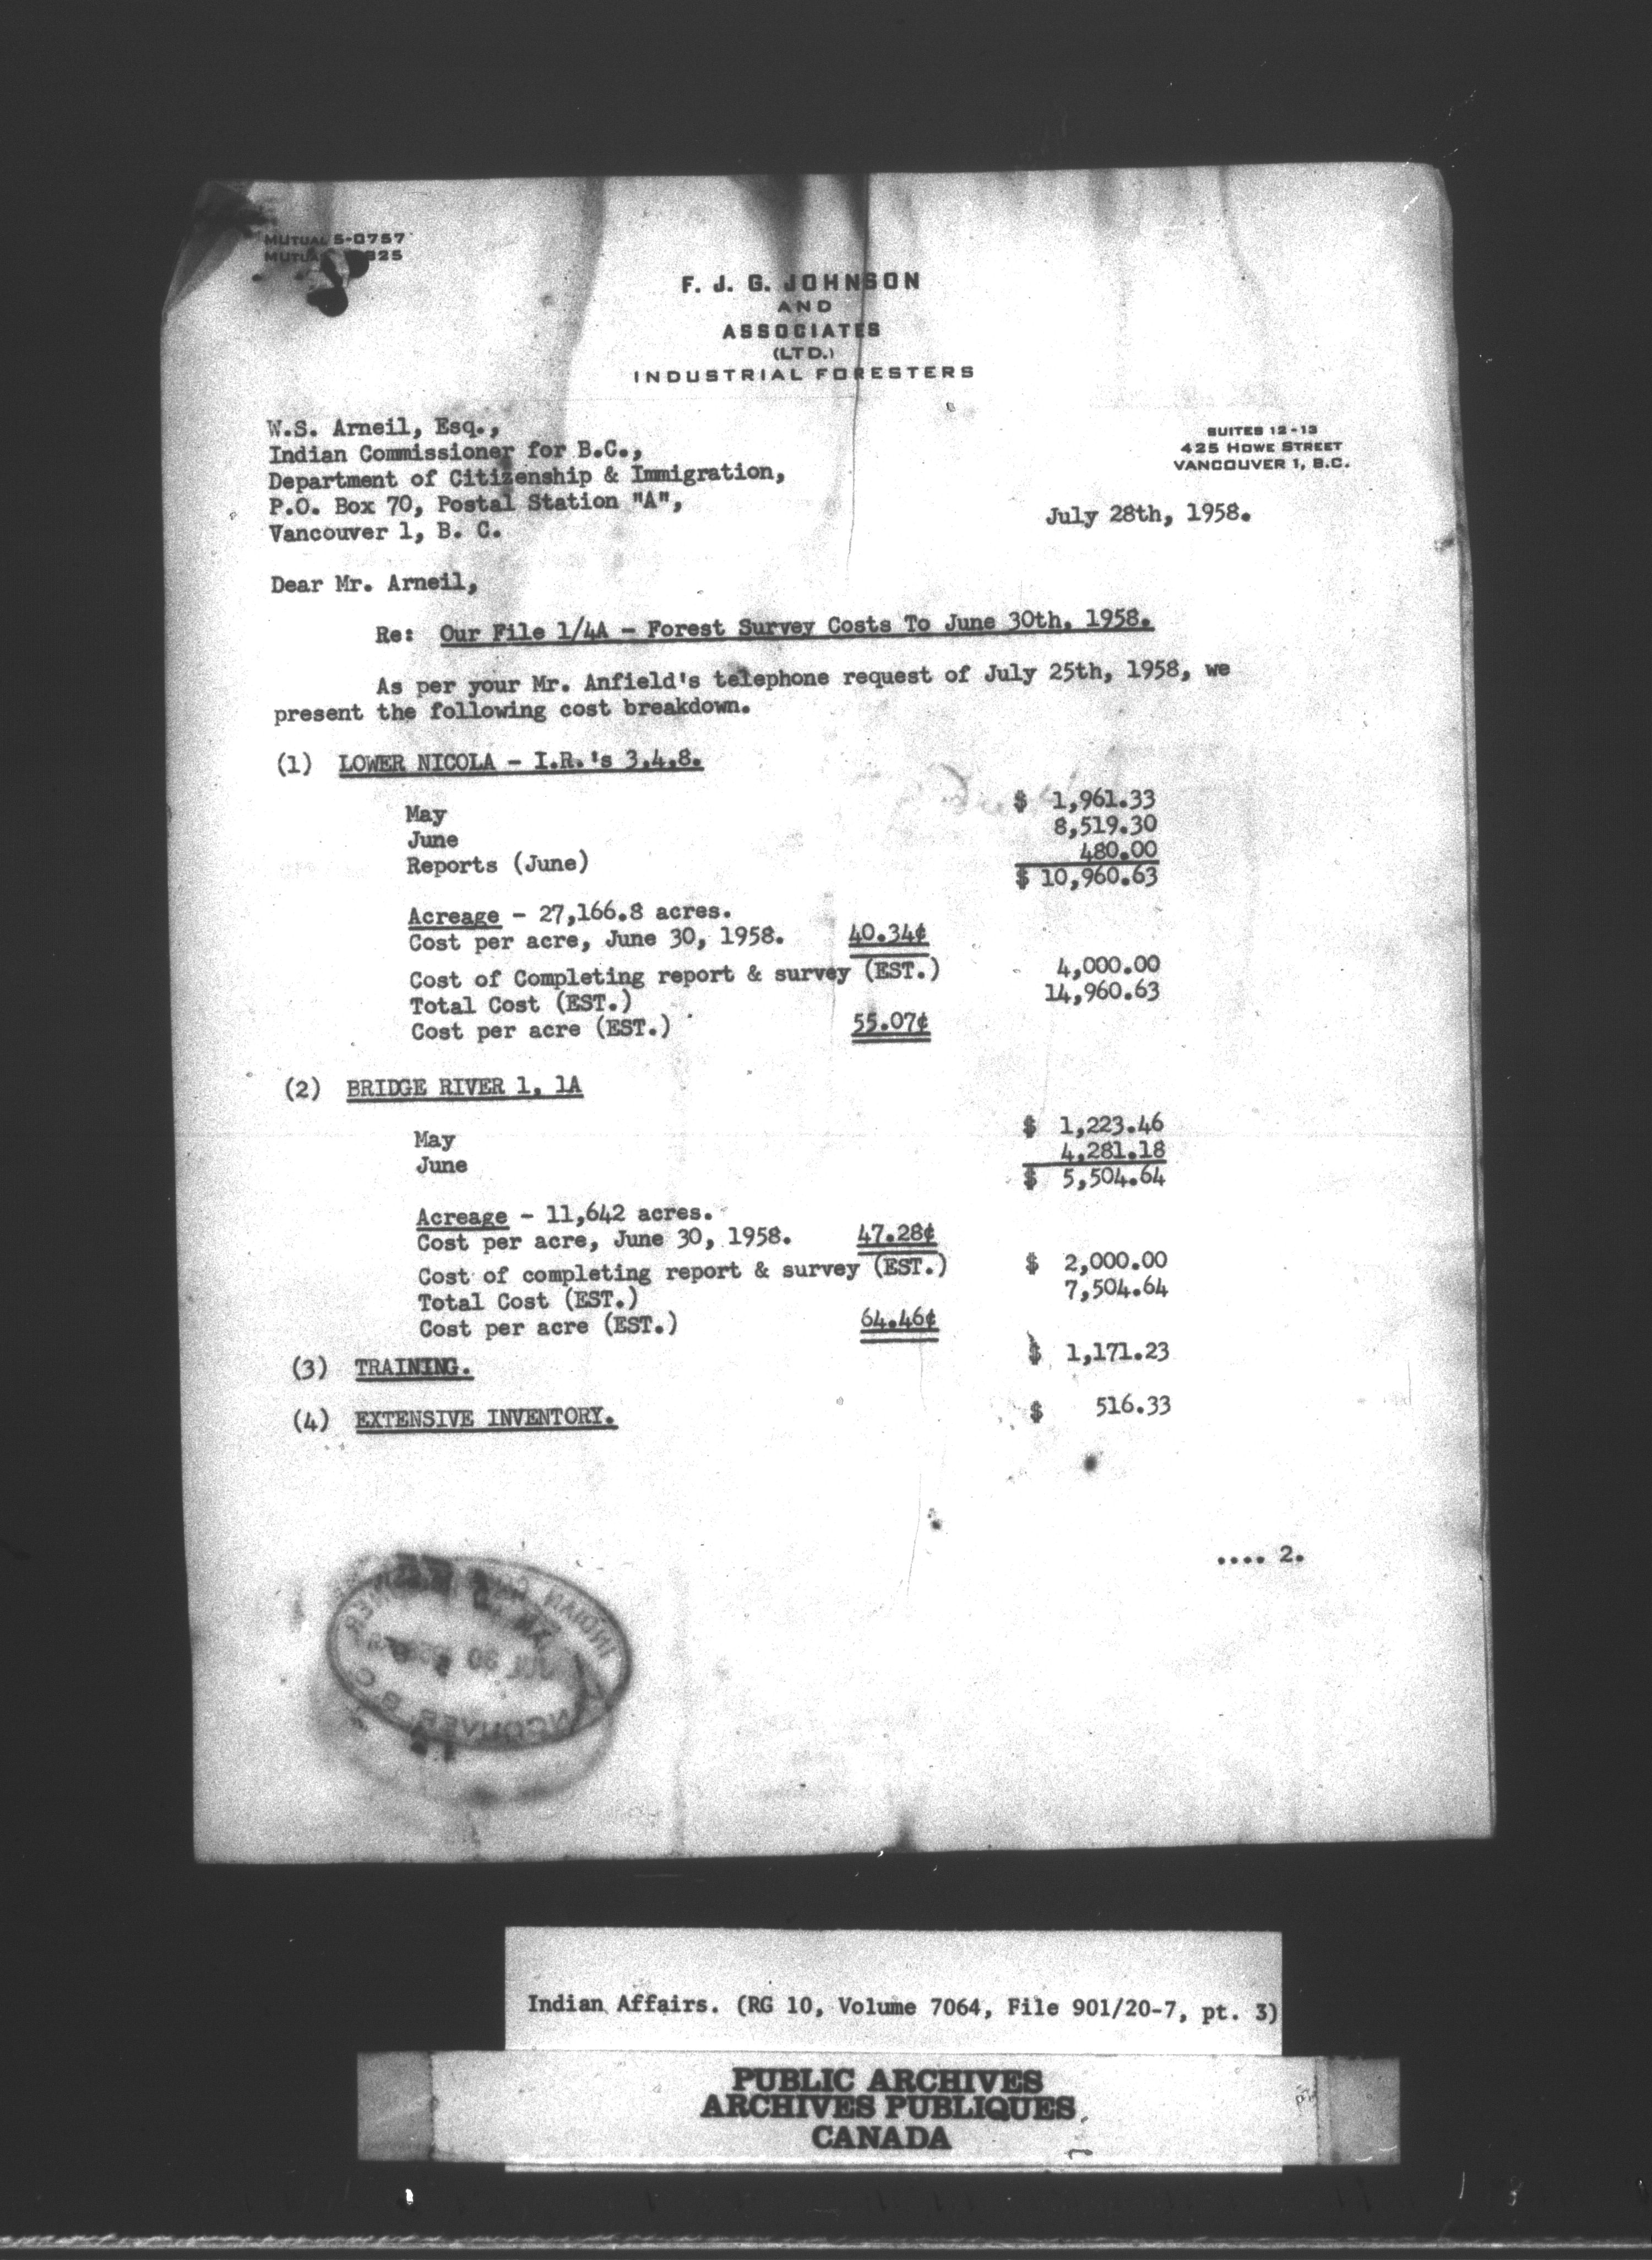 MUTUAL 5-0757
F. J. G. JOHNSON
AND
ASSOCIATES
(LTD.)
INDUSTRIAL FORESTERS
W.S. Arneil, Esq.,
Indian Commissioner for B.C.,
Department of Citizenship & Immigration,
P.O. Box 70, Postal Station "A",
Vancouver 1, B. C.
SUITES 12-13
425 HOWE STREET
VANCOUVER 1, B.C.
July 28th, 1958.
Dear Mr. Arneil,
Re: Our File 1/4A - Forest Survey Costs To June 30th, 1958.
As per your Mr. Anfield's telephone request of July 25th, 1958, we
present the following cost breakdown.
(1) LOWER NICOLA - I.R.'s 3,4,8.
May $ 1,961.33
June 8,519.30
Reports (June) 480.00
$ 10,960.63
Acreage - 27,166.8 acres.
Cost per acre, June 30, 1958. 40.34¢
Cost of Completing report & survey (EST.) 4,000.00
Total Cost (EST.) 14,960.63
Cost per acre (EST.) 55.07¢
(2) BRIDGE RIVER 1, 1A
May $ 1,223.46
June 4,281.18
$ 5,504.64
Acreage - 11,642 acres.
Cost per acre, June 30, 1958. 47.28¢
Cost of completing report & survey (EST.) $ 2,000.00
Total Cost (EST.) 7,504.64
Cost per acre (EST.) 64.46¢
(3) TRAINING. $ 1,171.23
(4) EXTENSIVE INVENTORY. $ 516.33
.... 2.
INDIAN
JUL 30
B C
Indian Affairs. (RG 10, Volume 7064, File 901/20-7, pt. 3)
PUBLIC ARCHIVES
ARCHIVES PUBLIQUES
CANADA